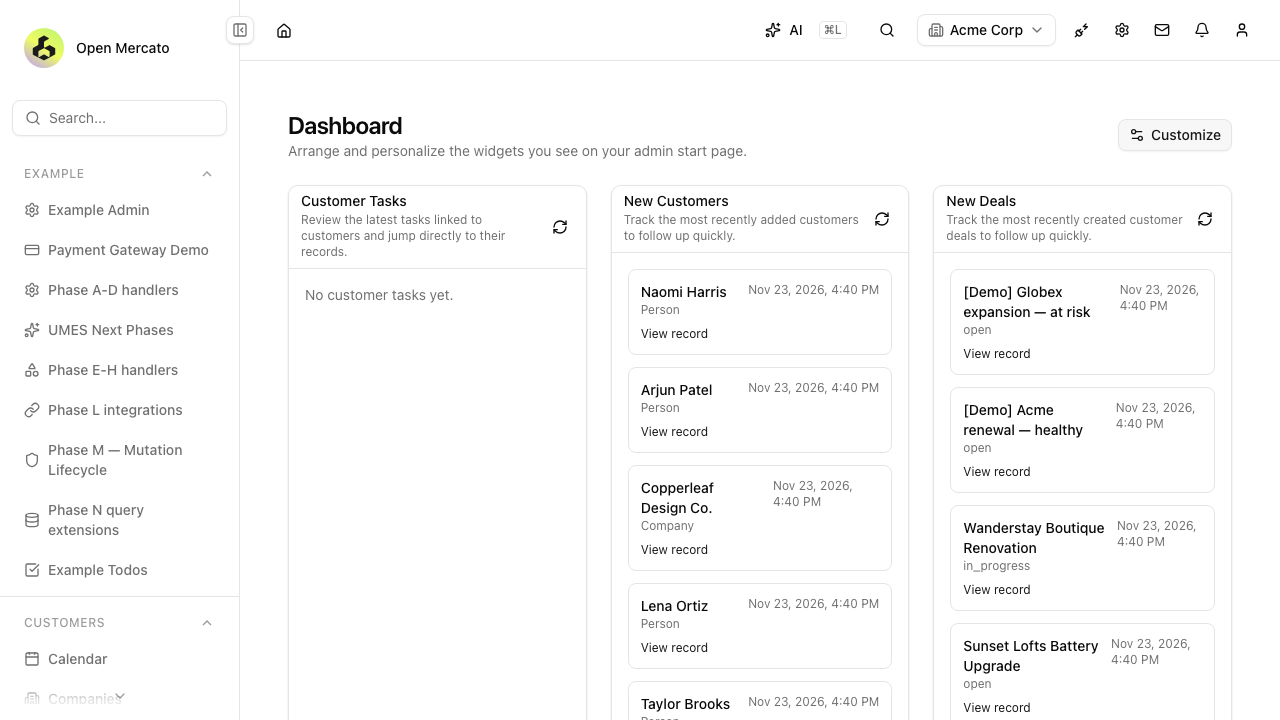 Open Mercato
Search...
EXAMPLE
Example Admin
Payment Gateway Demo
Phase A-D handlers
UMES Next Phases
Phase E-H handlers
Phase L integrations
Phase M — Mutation
Lifecycle
Phase N query
extensions
Example Todos
CUSTOMERS
Calendar
Companies
AI ⌘L
Acme Corp
Dashboard
Arrange and personalize the widgets you see on your admin start page.
Customize
Customer Tasks
Review the latest tasks linked to
customers and jump directly to their
records.
No customer tasks yet.
New Customers
Track the most recently added customers
to follow up quickly.
Naomi Harris Nov 23, 2026, 4:40 PM
Person
View record
Arjun Patel Nov 23, 2026, 4:40 PM
Person
View record
Copperleaf Nov 23, 2026,
Design Co. 4:40 PM
Company
View record
Lena Ortiz Nov 23, 2026, 4:40 PM
Person
View record
Taylor Brooks Nov 23, 2026, 4:40 PM
Person
New Deals
Track the most recently created customer
deals to follow up quickly.
[Demo] Globex Nov 23, 2026,
expansion — at risk 4:40 PM
open
View record
[Demo] Acme Nov 23, 2026,
renewal — healthy 4:40 PM
open
View record
Wanderstay Boutique Nov 23, 2026,
Renovation 4:40 PM
in_progress
View record
Sunset Lofts Battery Nov 23, 2026,
Upgrade 4:40 PM
open
View record